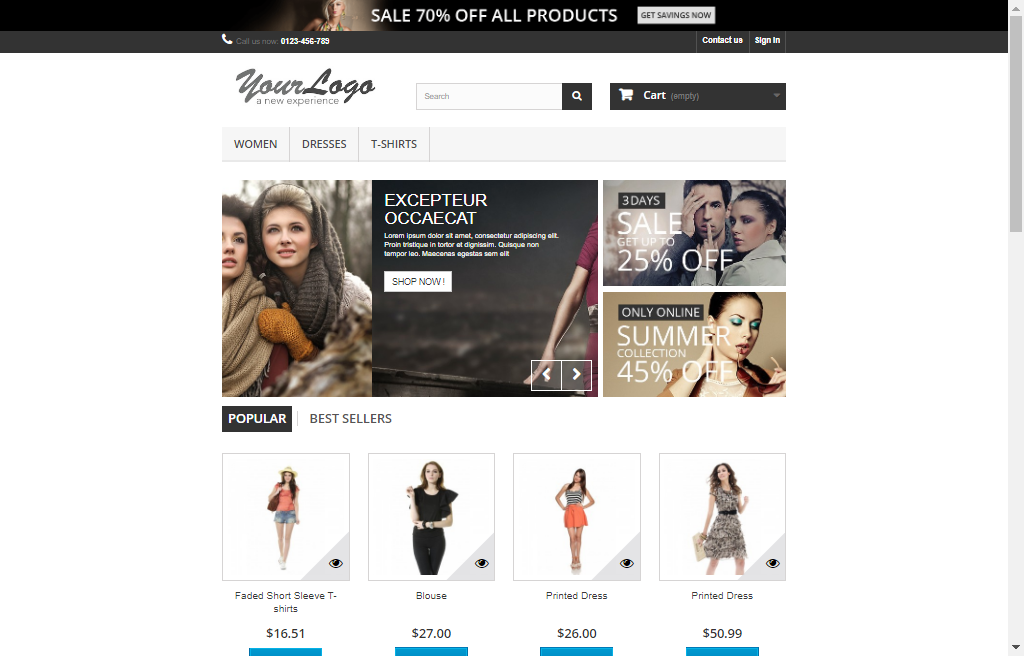 SALE 70% OFF ALL PRODUCTS GET SAVINGS NOW
Call us now: 0123-456-789 Contact us Sign in
YourLogo
a new experience
Search
Cart (empty)
WOMEN DRESSES T-SHIRTS
EXCEPTEUR
OCCAECAT
Lorem ipsum dolor sit amet, consectetur adipiscing elit.
Proin tristique in tortor et dignissim. Quisque non
tempor leo. Maecenas egestas sem elit
SHOP NOW !
3 DAYS
SALE
GET UP TO
25% OFF
ONLY ONLINE
SUMMER
COLLECTION
45% OFF
POPULAR BEST SELLERS
Faded Short Sleeve T-
shirts
$16.51
Blouse
$27.00
Printed Dress
$26.00
Printed Dress
$50.99